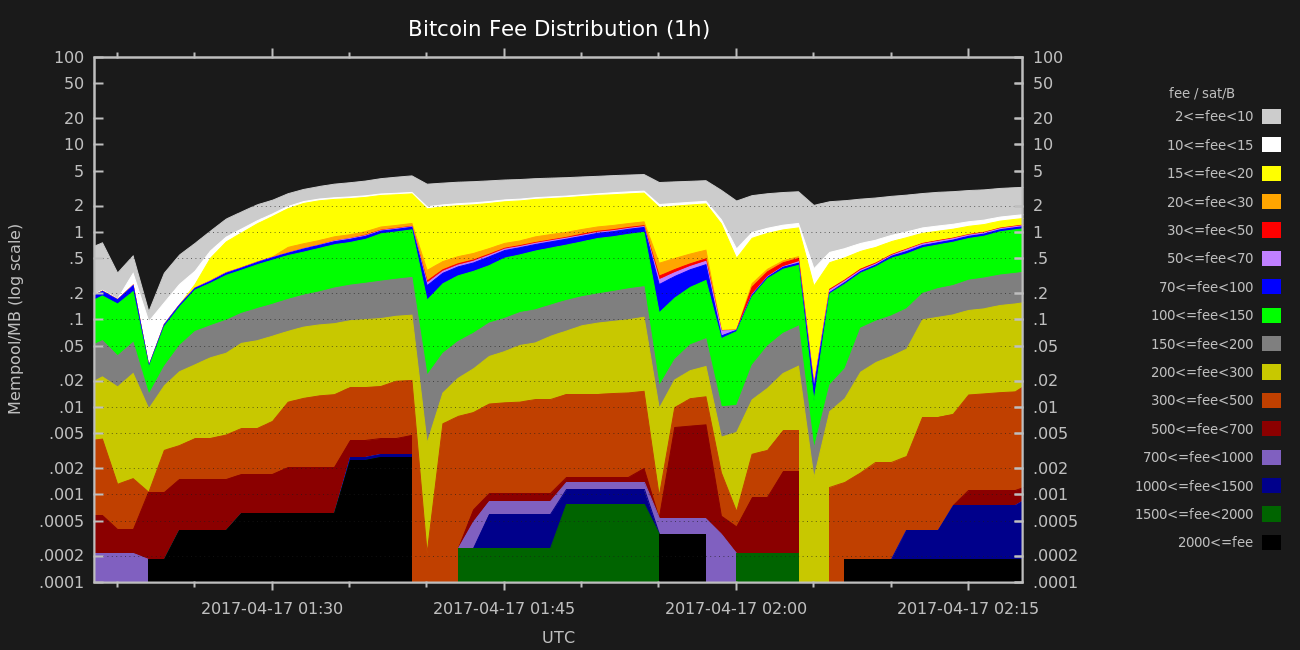 Bitcoin Fee Distribution (1h)
Mempool/MB (log scale)
100
50
20
10
5
2
1
.5
.2
.1
.05
.02
.01
.005
.002
.001
.0005
.0002
.0001
100
50
20
10
5
2
1
.5
.2
.1
.05
.02
.01
.005
.002
.001
.0005
.0002
.0001
2017-04-17 01:30
2017-04-17 01:45
2017-04-17 02:00
2017-04-17 02:15
UTC
fee / sat/B
2<=fee<10
10<=fee<15
15<=fee<20
20<=fee<30
30<=fee<50
50<=fee<70
70<=fee<100
100<=fee<150
150<=fee<200
200<=fee<300
300<=fee<500
500<=fee<700
700<=fee<1000
1000<=fee<1500
1500<=fee<2000
2000<=fee